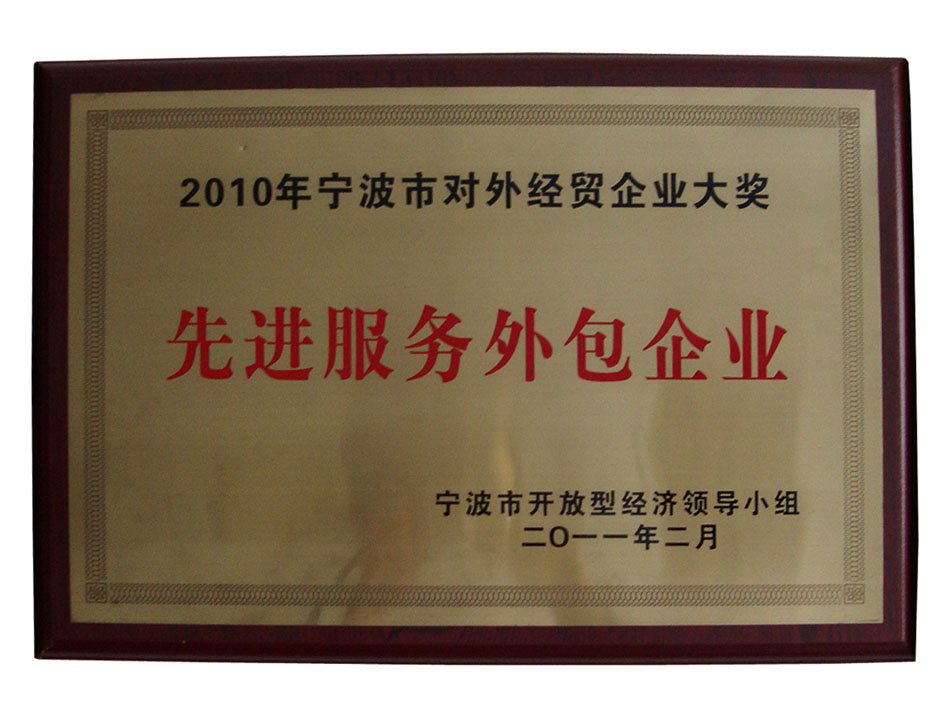 2010年宁波市对外经贸企业大奖
先进服务外包企业
宁波市开放型经济领导小组
二〇一一年二月